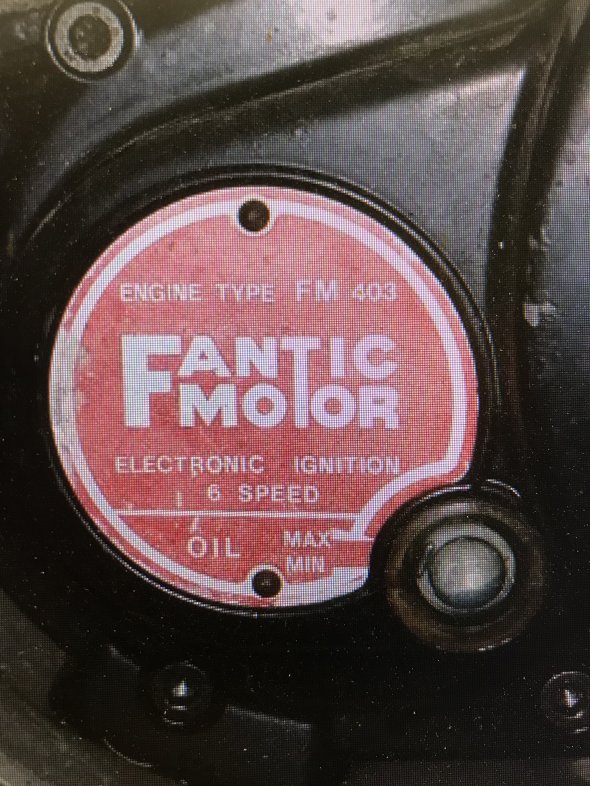 ENGINE TYPE FM 403
FANTIC
MOTOR
ELECTRONIC IGNITION
6 SPEED
OIL MAX
MIN